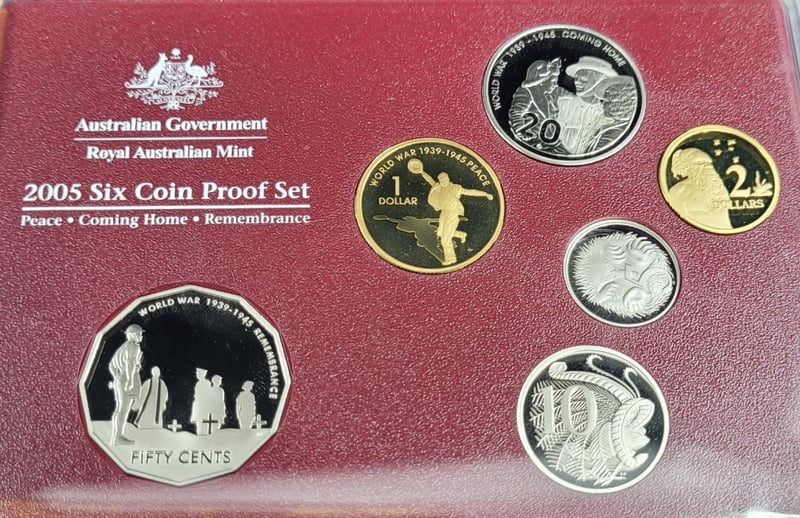 Australian Government
Royal Australian Mint
2005 Six Coin Proof Set
Peace • Coming Home • Remembrance
WORLD WAR 1939-1945 COMING HOME
20
WORLD WAR 1939-1945 PEACE
1
DOLLAR
2
DOLLARS
WORLD WAR 1939-1945 REMEMBRANCE
FIFTY CENTS
10